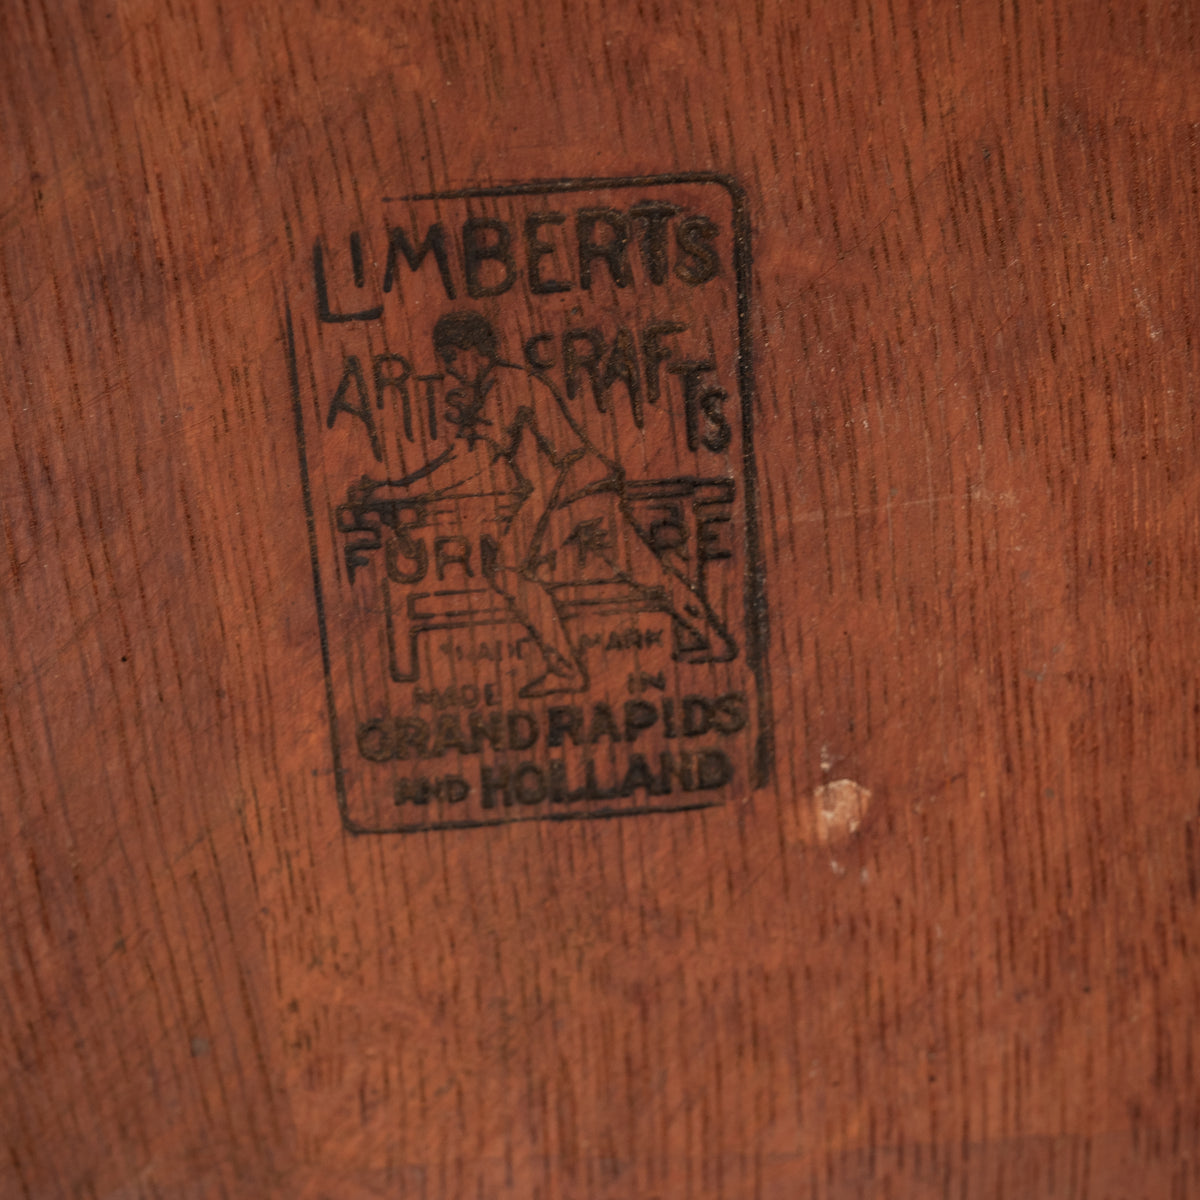 LIMBERTS
ARTS CRAFTS
FURNITURE
TRADE MARK
MADE IN
GRAND RAPIDS
AND HOLLAND